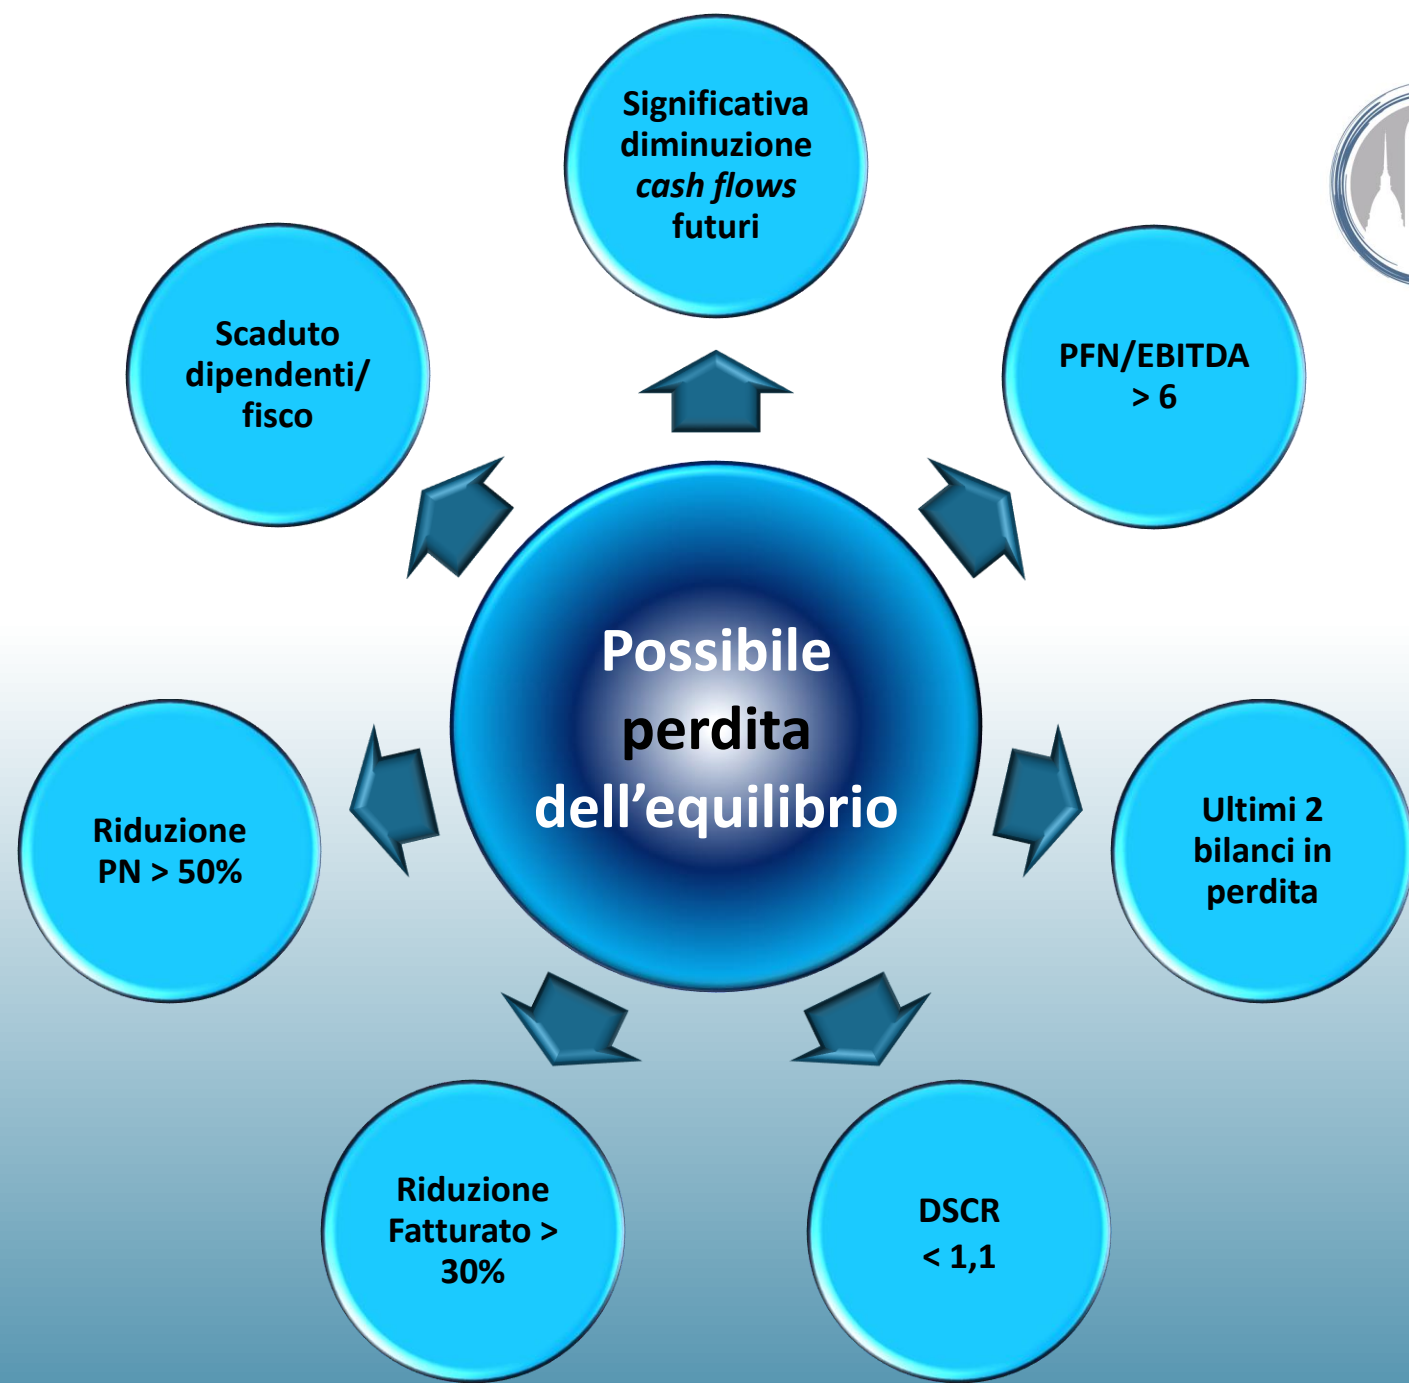 Significativa
diminuzione
cash flows
futuri
PFN/EBITDA
> 6
Ultimi 2
bilanci in
perdita
DSCR
< 1,1
Riduzione
Fatturato >
30%
Riduzione
PN > 50%
Scaduto
dipendenti/
fisco
Possibile
perdita
dell’equilibrio